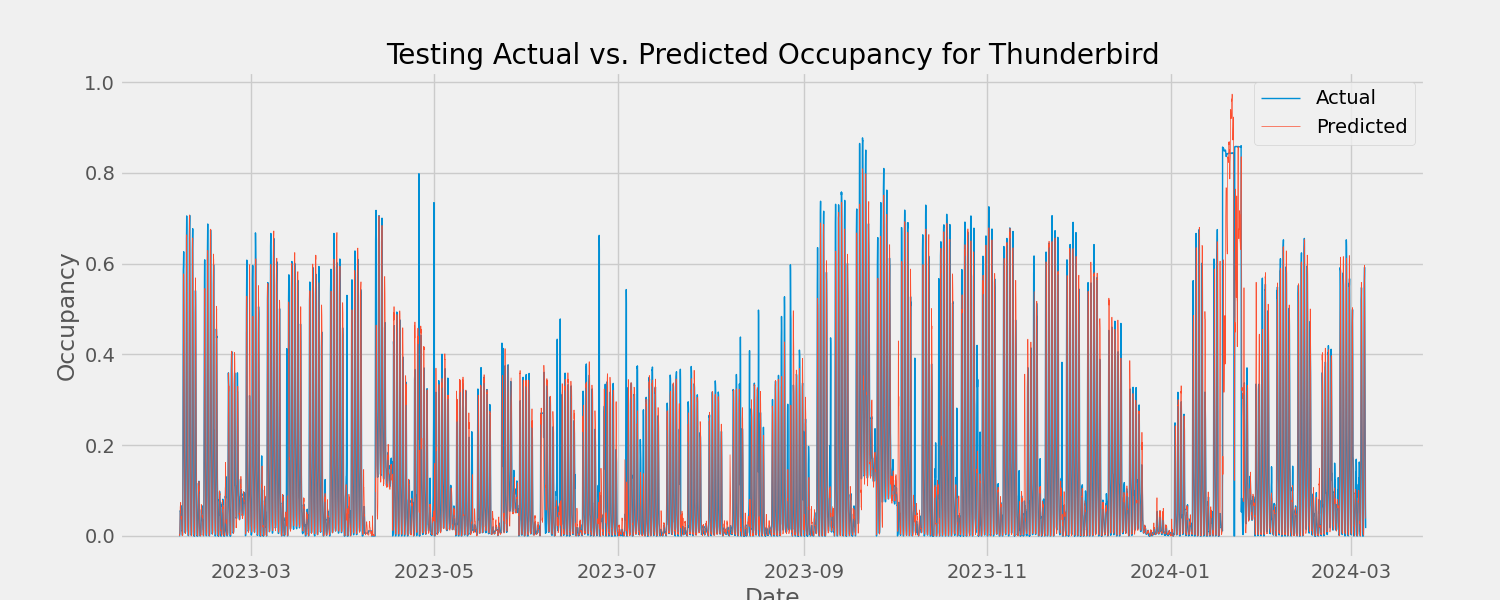 Testing Actual vs. Predicted Occupancy for Thunderbird
1.0
0.8
0.6
0.4
0.2
0.0
Occupancy
Actual
Predicted
2023-03
2023-05
2023-07
2023-09
2023-11
2024-01
2024-03
Date